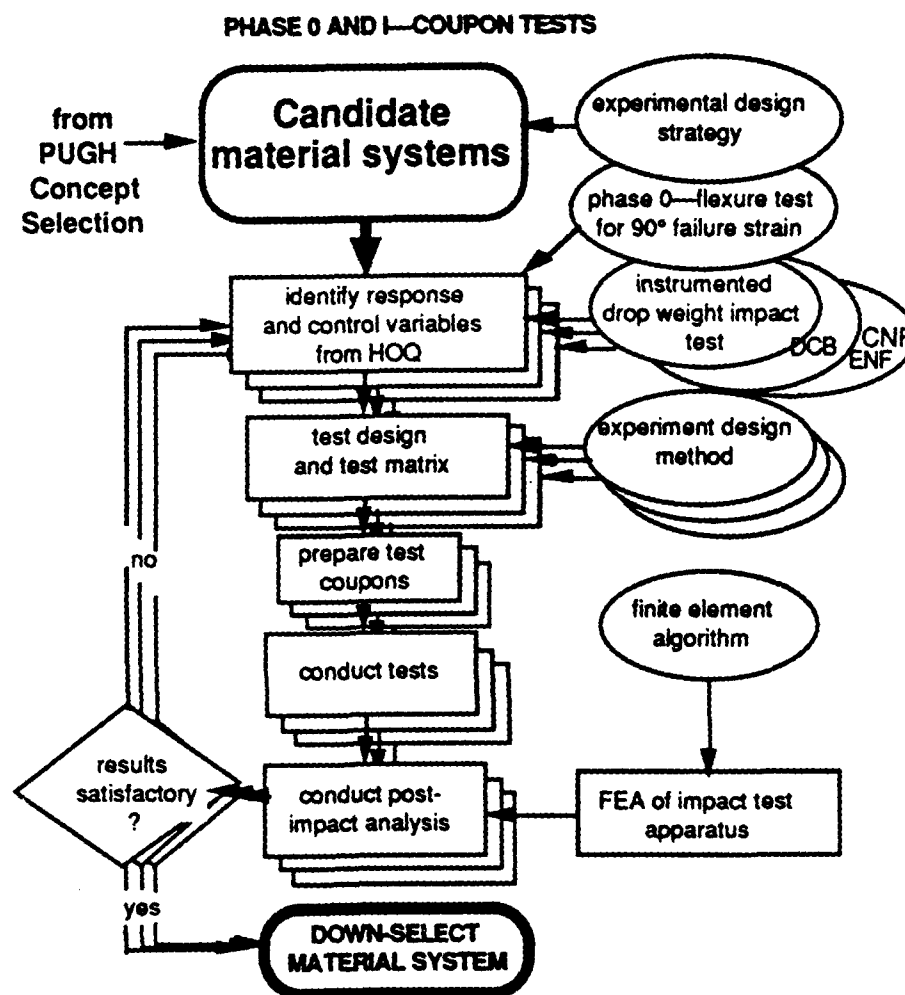 PHASE 0 AND I—COUPON TESTS
from
PUGH
Concept
Selection
Candidate
material systems
experimental design
strategy
phase 0—flexure test
for 90° failure strain
identify response
and control variables
from HOQ
instrumented
drop weight impact
test
DCB
CNF
ENF
test design
and test matrix
experiment design
method
no
prepare test
coupons
finite element
algorithm
conduct tests
results
satisfactory
?
conduct post-
impact analysis
FEA of impact test
apparatus
yes
DOWN-SELECT
MATERIAL SYSTEM